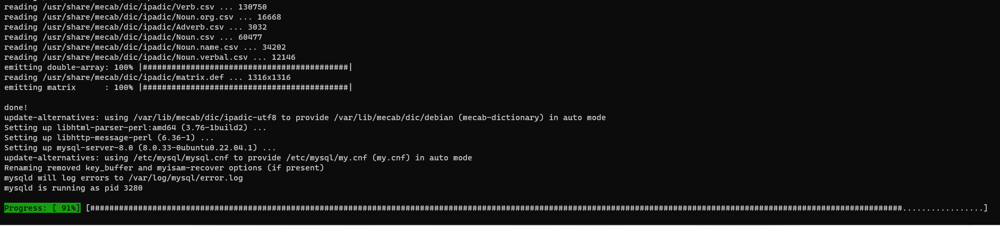 reading /usr/share/mecab/dic/ipadic/Verb.csv ... 130750
reading /usr/share/mecab/dic/ipadic/Noun.org.csv ... 16668
reading /usr/share/mecab/dic/ipadic/Adverb.csv ... 3032
reading /usr/share/mecab/dic/ipadic/Noun.csv ... 60477
reading /usr/share/mecab/dic/ipadic/Noun.name.csv ... 34202
reading /usr/share/mecab/dic/ipadic/Noun.verbal.csv ... 12146
emitting double-array: 100% |###########################################|
reading /usr/share/mecab/dic/ipadic/matrix.def ... 1316x1316
emitting matrix      : 100% |###########################################|
done!
update-alternatives: using /var/lib/mecab/dic/ipadic-utf8 to provide /var/lib/mecab/dic/debian (mecab-dictionary) in auto mode
Setting up libhtml-parser-perl:amd64 (3.76-1build2) ...
Setting up libhttp-message-perl (6.36-1) ...
Setting up mysql-server-8.0 (8.0.33-0ubuntu0.22.04.1) ...
update-alternatives: using /etc/mysql/mysql.cnf to provide /etc/mysql/my.cnf (my.cnf) in auto mode
Renaming removed key_buffer and myisam-recover options (if present)
mysqld will log errors to /var/log/mysql/error.log
mysqld is running as pid 3280
Progress: [ 91%] [##########################################################################################################################################################################.................]